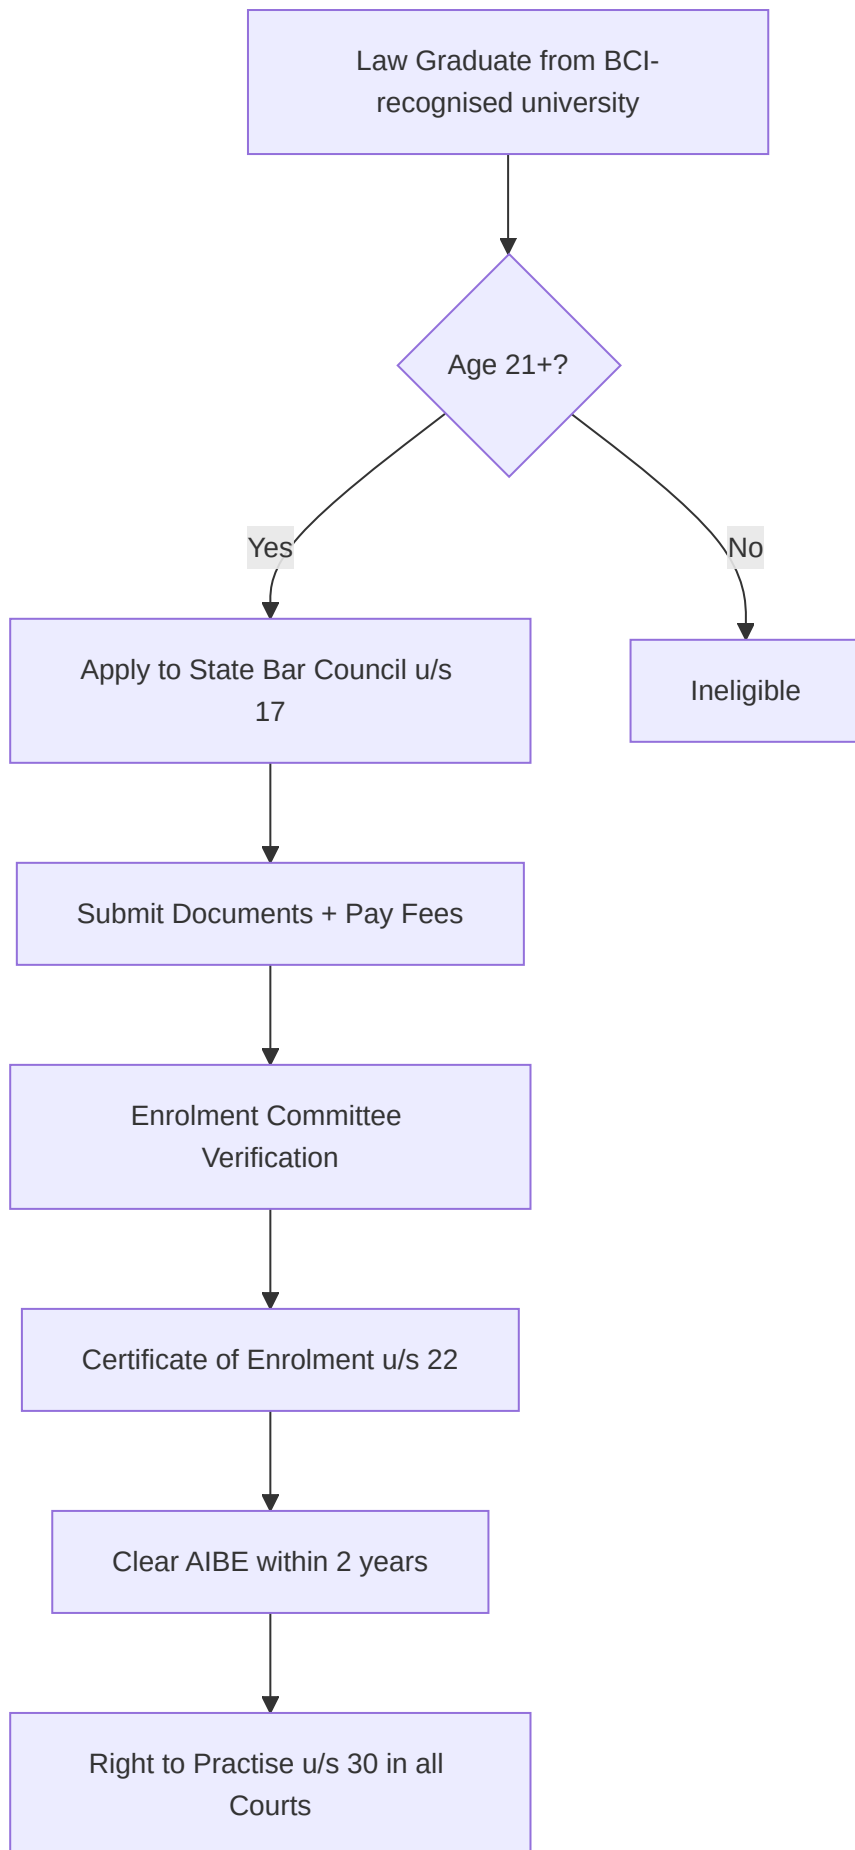 Law Graduate from BCI-
recognised university
Age 21+?
Yes
No
Apply to State Bar Council u/s
17
Ineligible
Submit Documents + Pay Fees
Enrolment Committee
Verification
Certificate of Enrolment u/s 22
Clear AIBE within 2 years
Right to Practise u/s 30 in all
Courts